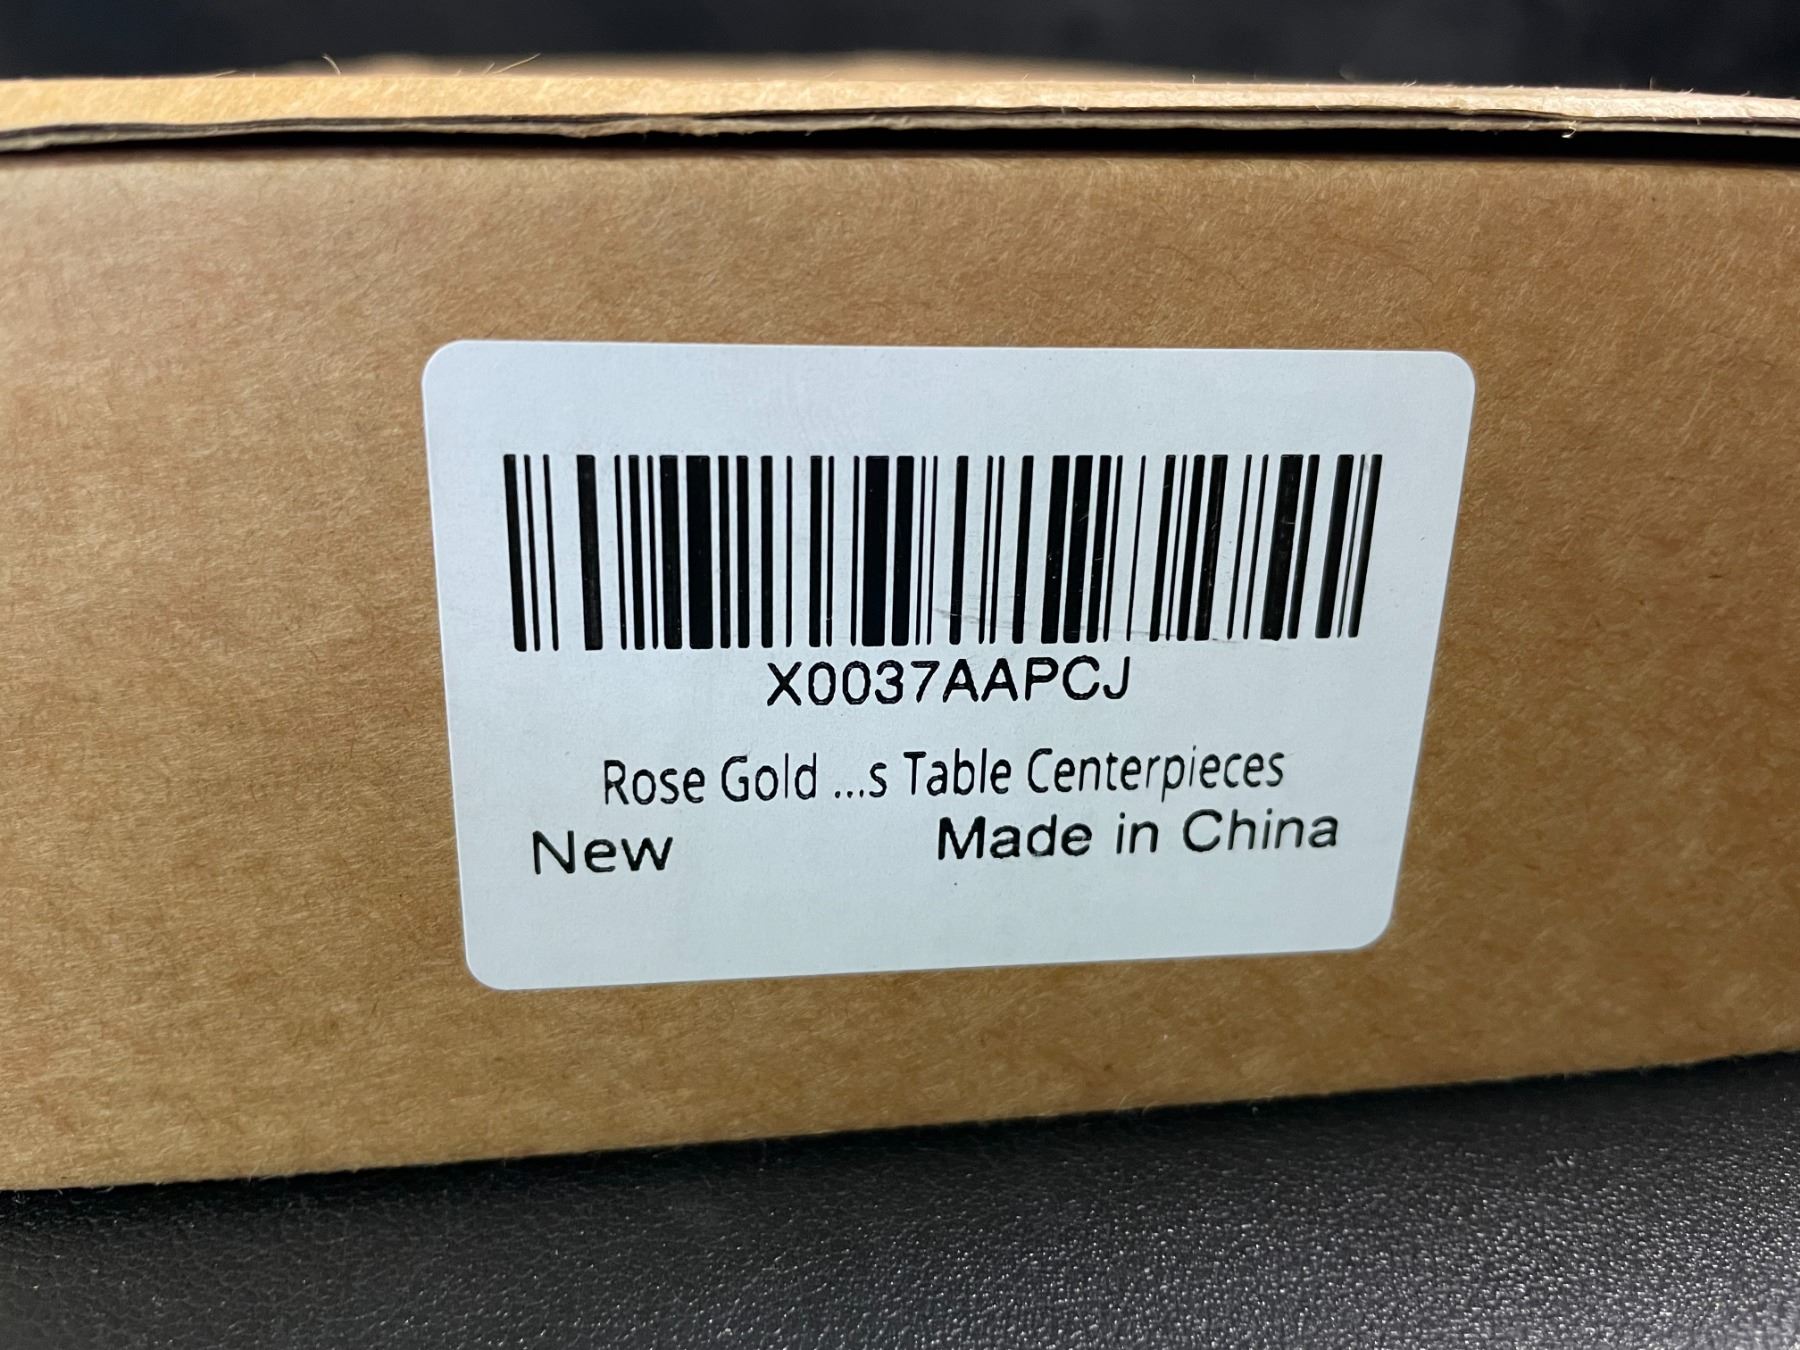 X0037AAPCJ
Rose Gold ...s Table Centerpieces
New Made in China